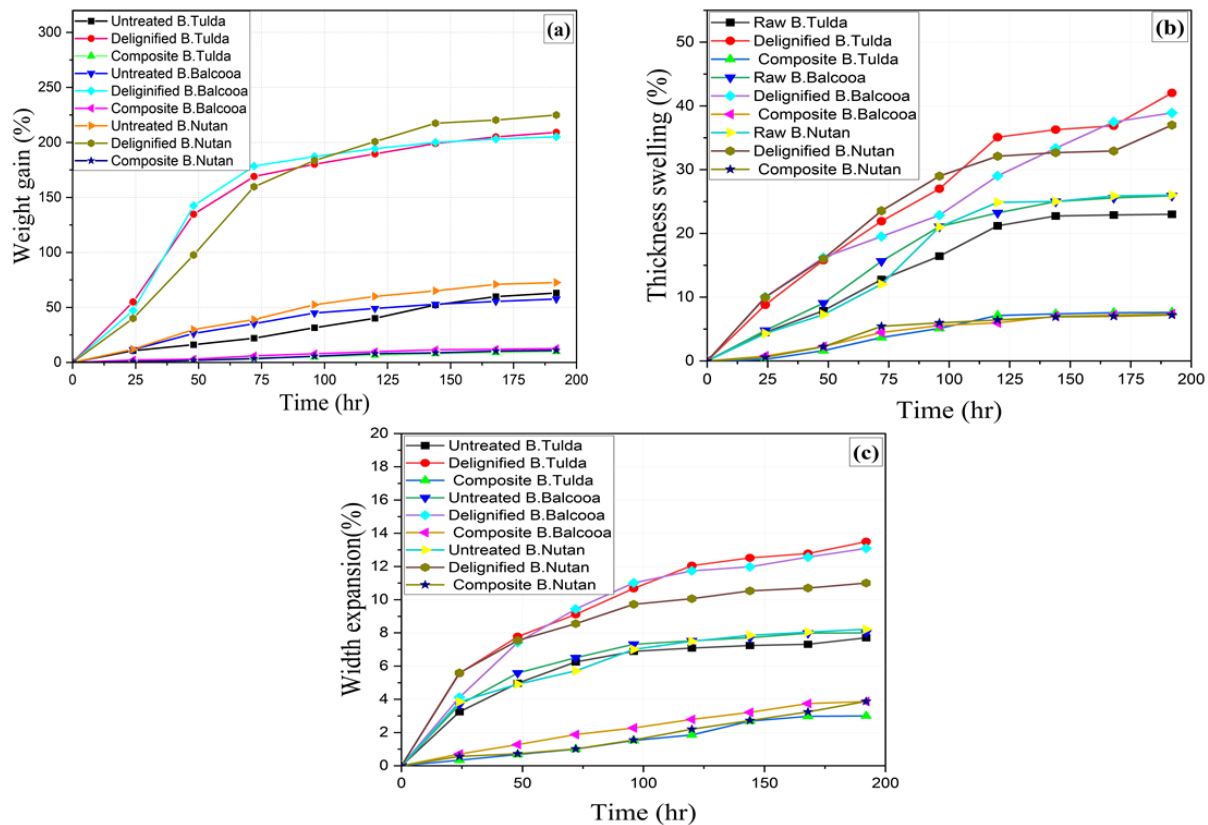 (a)
Untreated B.Tulda
Delignified B.Tulda
Composite B.Tulda
Untreated B.Balcooa
Deliginified B.Balcooa
Composite B.Balcooa
Untreated B.Nutan
Delignified B.Nutan
Composite B.Nutan
Weight gain (%)
300
250
200
150
100
50
0
0 25 50 75 100 125 150 175 200
Time (hr)
(b)
Raw B.Tulda
Delignified B.Tulda
Composite B.Tulda
Raw B.Balcooa
Delignified B.Balcooa
Composite B.Balcooa
Raw B.Nutan
Delignified B.Nutan
Composite B.Nutan
Thickness swelling (%)
50
40
30
20
10
0
0 25 50 75 100 125 150 175 200
Time (hr)
(c)
Untreated B.Tulda
Delignified B.Tulda
Composite B.Tulda
Untreated B.Balcooa
Delignified B.Balcooa
Composite B.Balcooa
Untreated B.Nutan
Delignified B.Nutan
Composite B.Nutan
Width expansion(%)
20
18
16
14
12
10
8
6
4
2
0
0 50 100 150 200
Time (hr)